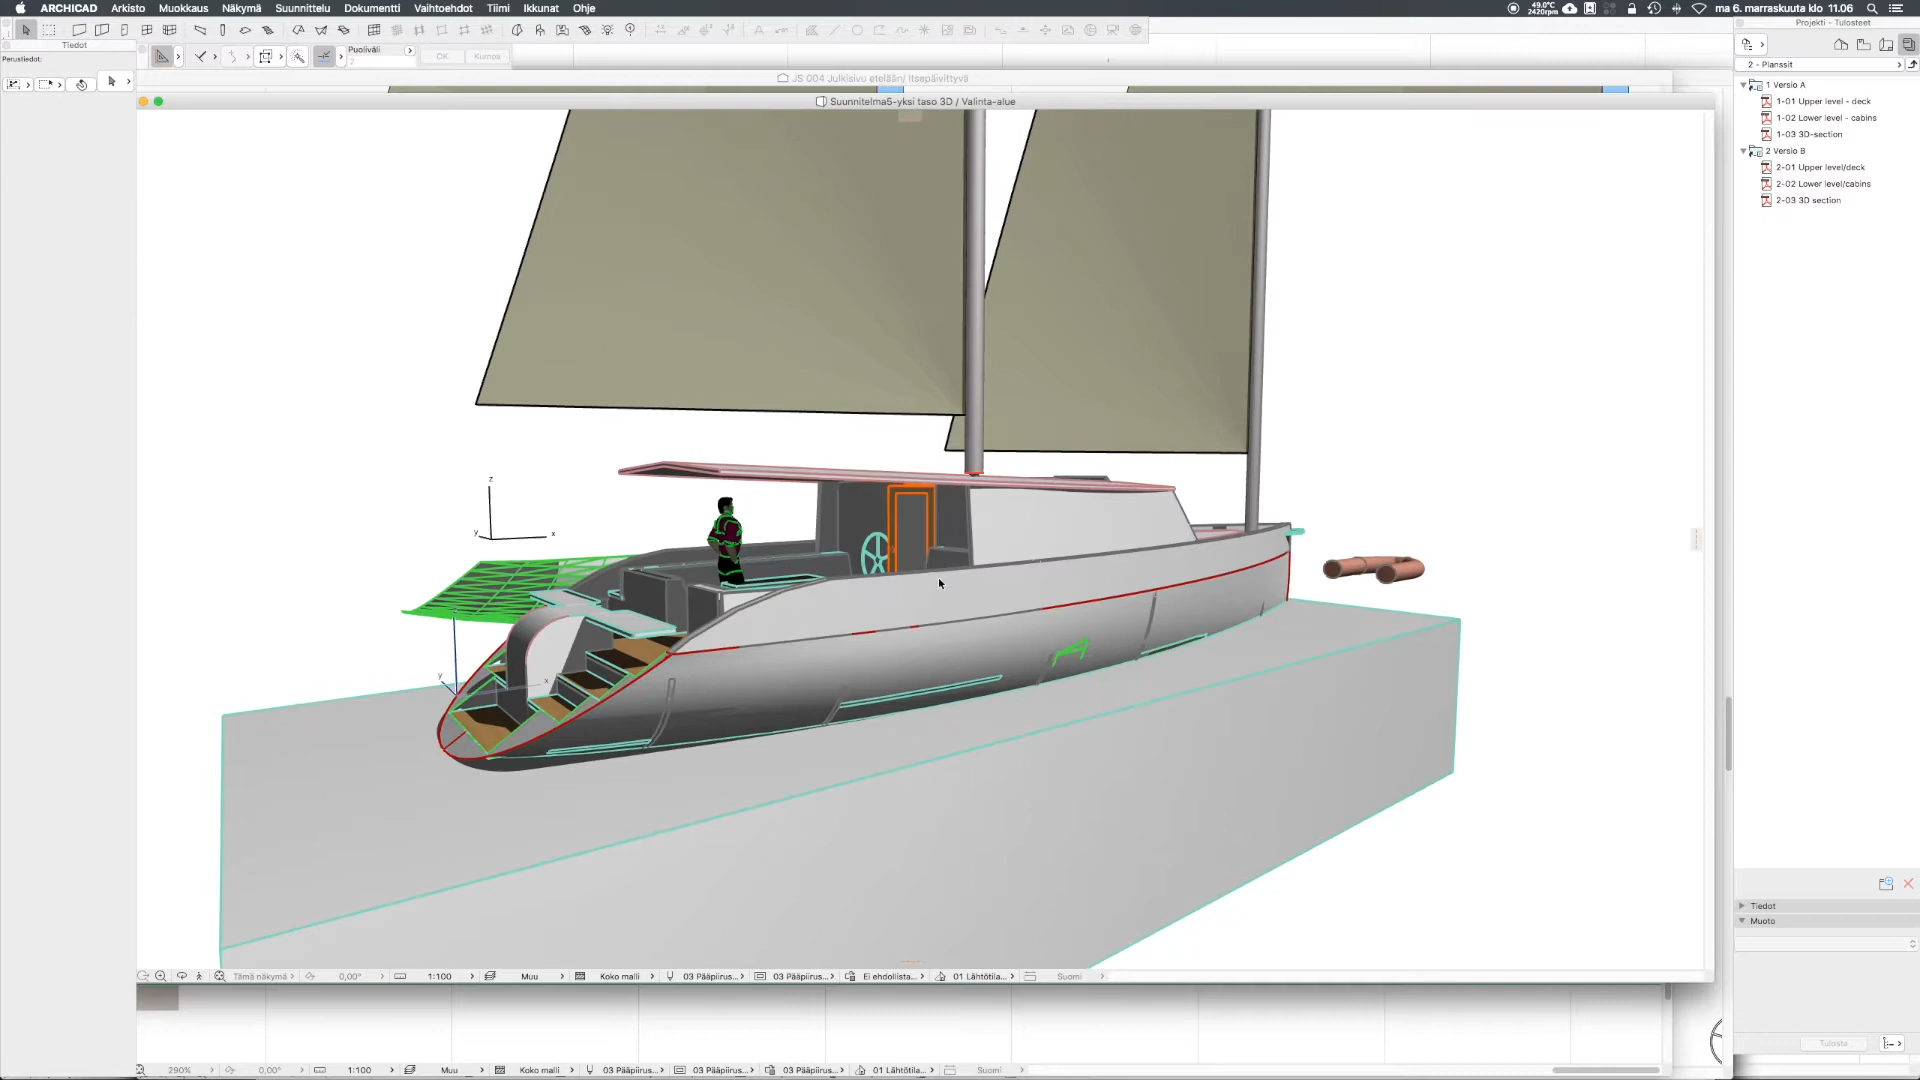 ARCHICAD Arkisto Muokkaus Näkymä Suunnittelu Dokumentti Vaihtoehdot Tiimi Ikkunat Ohje
49.0°C
2420rpm
ma 6. marraskuuta klo 11.06
Tiedot
Projekti - Tulosteet
Perustiedot:
Puoliväli
2
OK
Kumoa
2 - Planssit
JS 004 Julkisivu etelään/ Itsepäivittyvä
Suunnitelma5-yksi taso 3D / Valinta-alue
1 Versio A
1-01 Upper level - deck
1-02 Lower level - cabins
1-03 3D-section
2 Versio B
2-01 Upper level/deck
2-02 Lower level/cabins
2-03 3D section
z
y
x
y
x
Tiedot
Muoto
Tämä näkymä
0,00°
1:100
Muu
Koko malli
03 Pääpiirus...
03 Pääpiirus...
Ei ehdollista...
01 Lähtötila...
Suomi
Tulosta
290%
0,00°
1:100
Muu
Koko malli
03 Pääpiirus...
03 Pääpiirus...
03 Pääpiirus...
01 Lähtötila...
Suomi